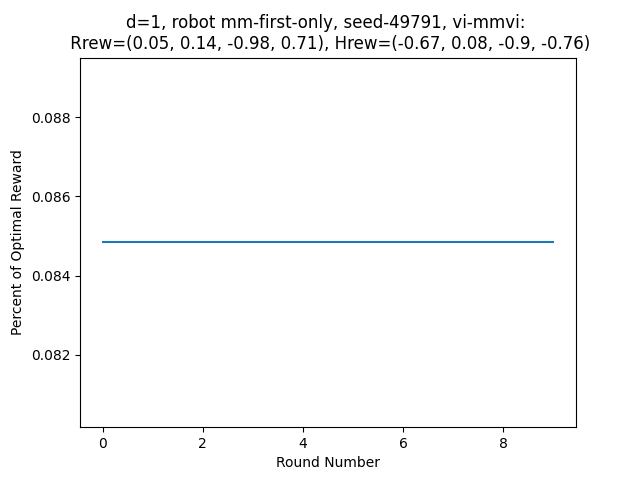 d=1, robot mm-first-only, seed-49791, vi-mmvi:
Rrew=(0.05, 0.14, -0.98, 0.71), Hrew=(-0.67, 0.08, -0.9, -0.76)
Percent of Optimal Reward
0.088
0.086
0.084
0.082
0 2 4 6 8
Round Number